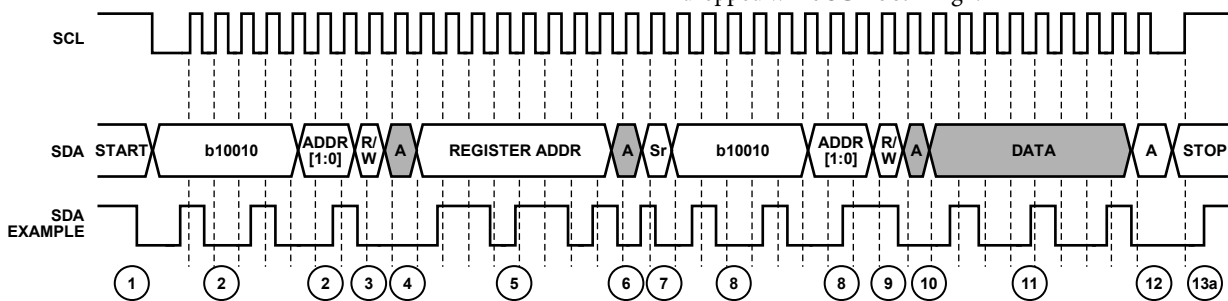 SCL
SDA START b10010 ADDR [1:0] R/W A REGISTER ADDR A Sr b10010 ADDR [1:0] R/W A DATA A STOP
SDA EXAMPLE
1 2 2 3 4 5 6 7 8 8 9 10 11 12 13a